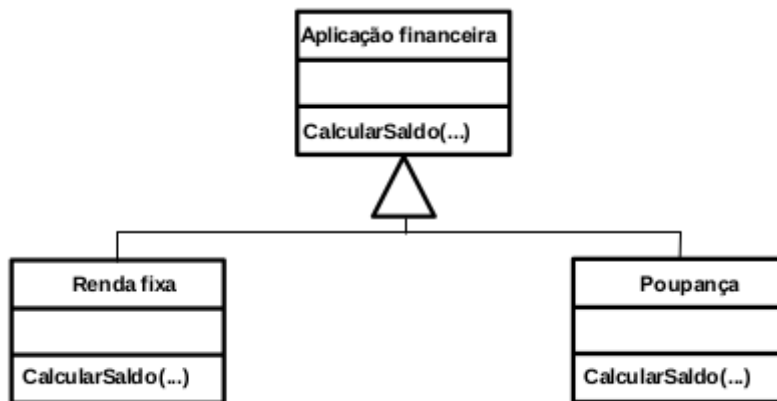 Aplicação financeira
CalcularSaldo(...)
Renda fixa
CalcularSaldo(...)
Poupança
CalcularSaldo(...)